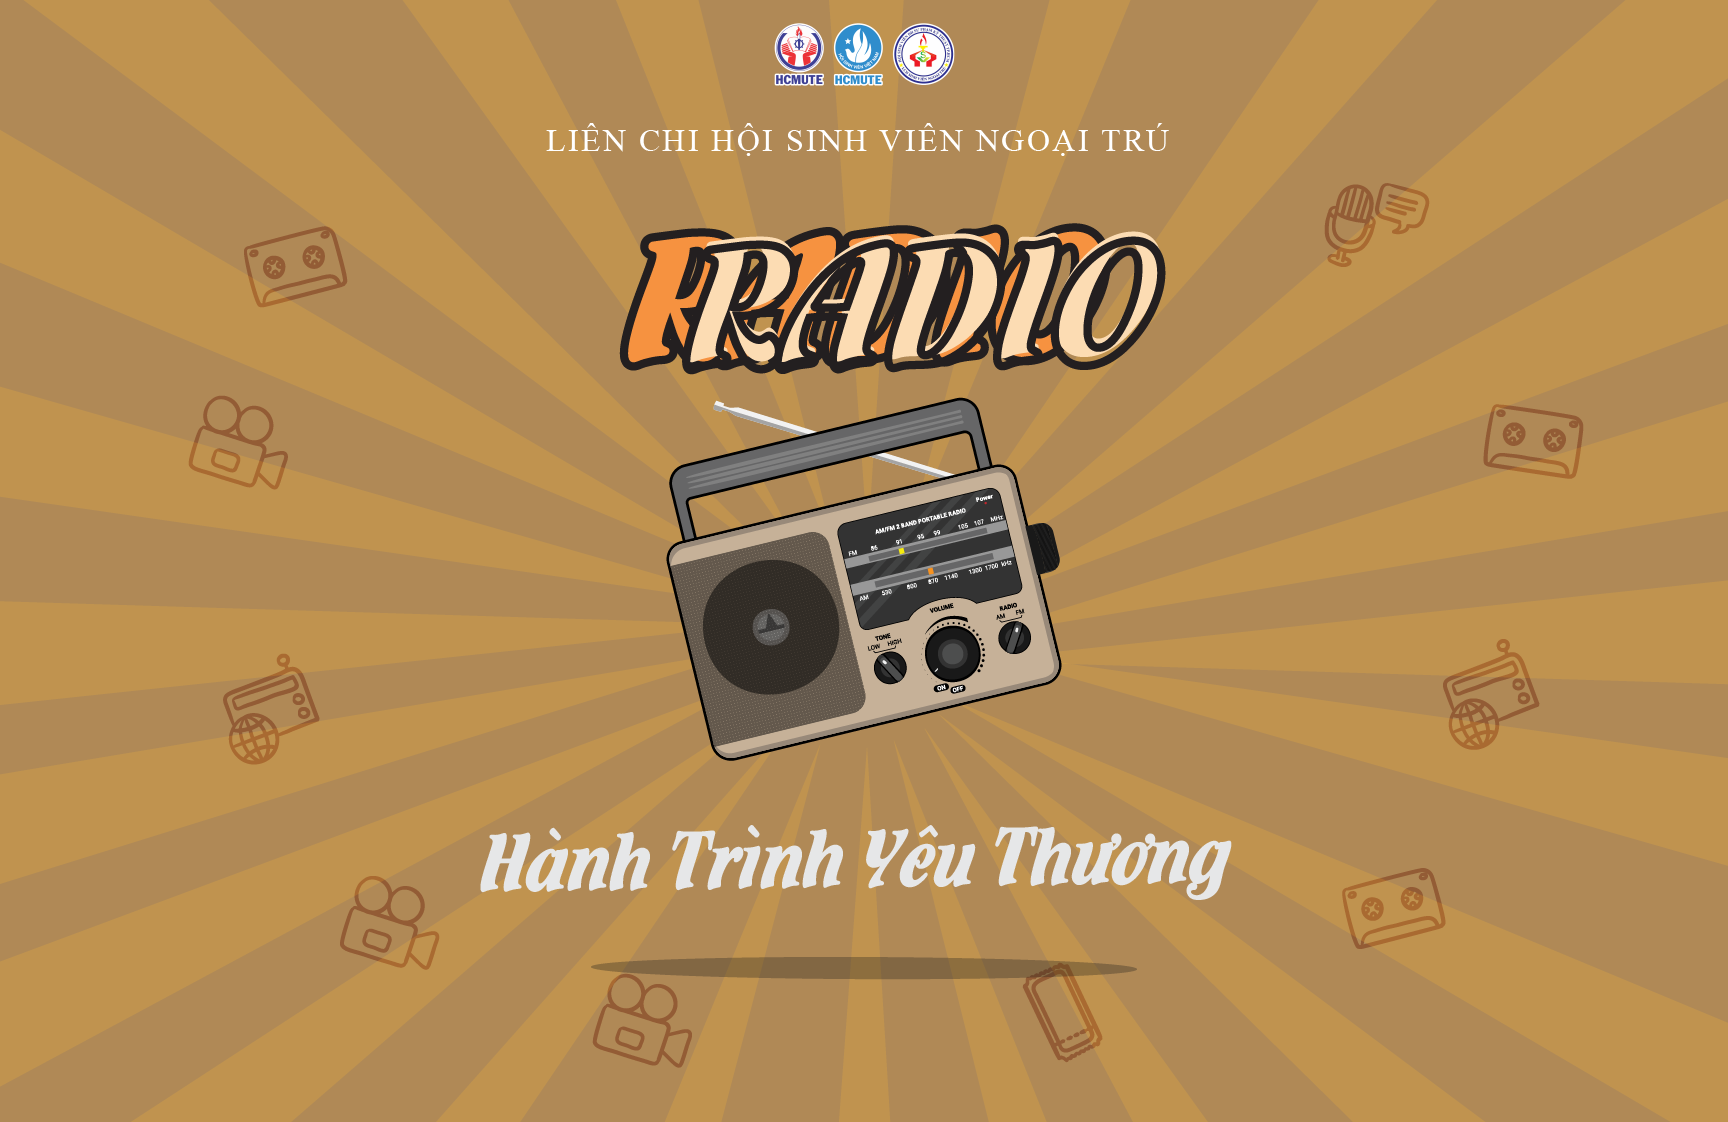 HCMUTE HCMUTE
LIÊN CHI HỘI SINH VIÊN NGOẠI TRÚ
RADIO
Power
AM/FM 2 BAND PORTABLE RADIO
FM 86 91 95 99 105 107 MHz
AM 530 600 870 1140 1300 1700 kHz
VOLUME
RADIO
AM FM
TONE
LOW HIGH
ON OFF
Hành Trình Yêu Thương